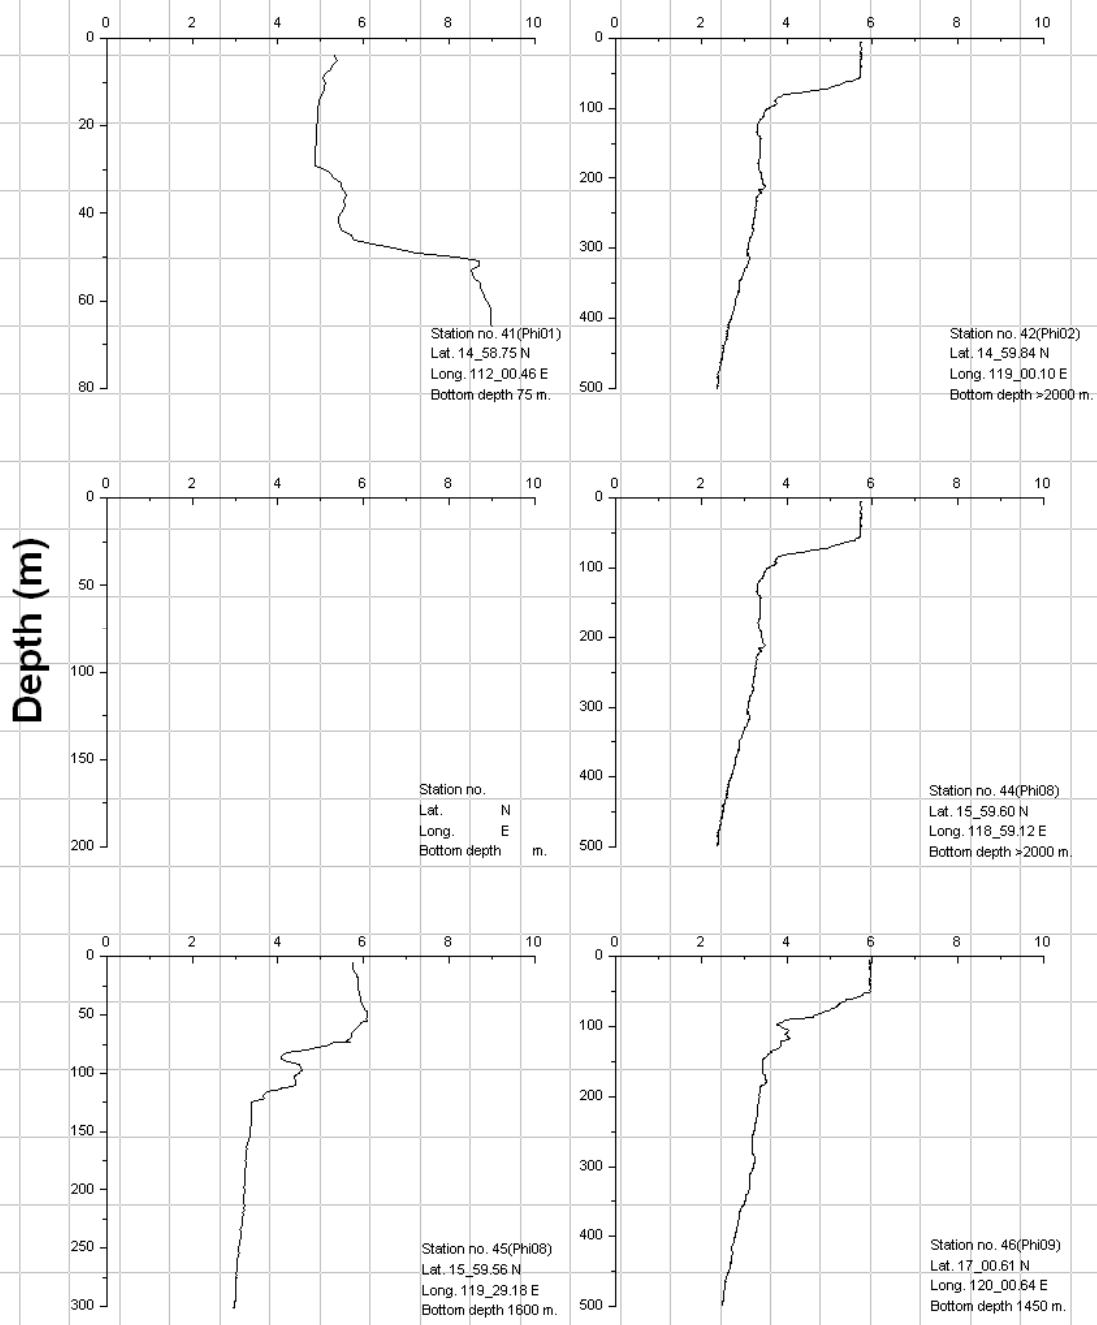 0 2 4 6 8 10
0
20
40
60
80
Station no. 41(Phi01)
Lat. 14_58.75 N
Long. 112_00.46 E
Bottom depth 75 m.
0 2 4 6 8 10
0
100
200
300
400
500
Station no. 42(Phi02)
Lat. 14_59.84 N
Long. 119_00.10 E
Bottom depth >2000 m.
Depth (m)
0 2 4 6 8 10
0
50
100
150
200
Station no.
Lat. N
Long. E
Bottom depth m.
0 2 4 6 8 10
0
100
200
300
400
500
Station no. 44(Phi08)
Lat. 15_59.60 N
Long. 118_59.12 E
Bottom depth >2000 m.
0 2 4 6 8 10
0
50
100
150
200
250
300
Station no. 45(Phi08)
Lat. 15_59.56 N
Long. 119_29.18 E
Bottom depth 1600 m.
0 2 4 6 8 10
0
100
200
300
400
500
Station no. 46(Phi09)
Lat. 17_00.61 N
Long. 120_00.64 E
Bottom depth 1450 m.